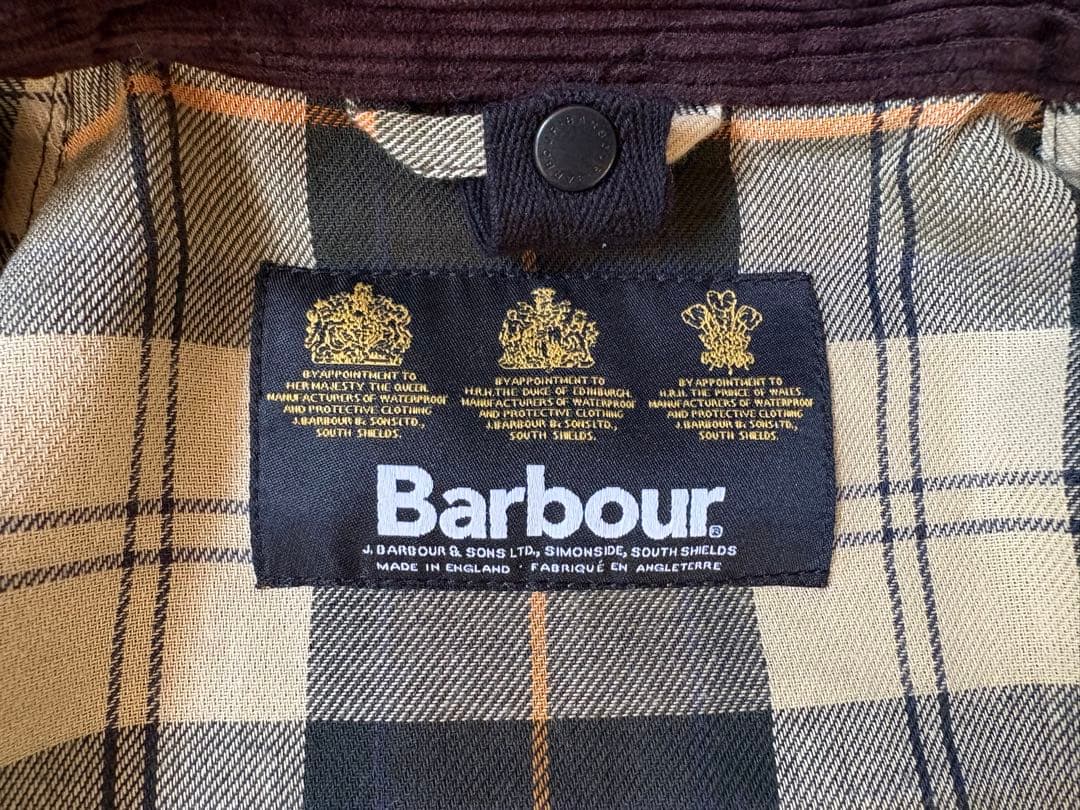 BARBOUR
BY APPOINTMENT TO
HER MAJESTY THE QUEEN,
MANUFACTURERS OF WATERPROOF
AND PROTECTIVE CLOTHING
J. BARBOUR & SONS LTD.,
SOUTH SHIELDS.
BY APPOINTMENT TO
H.R.H. THE DUKE OF EDINBURGH
MANUFACTURERS OF WATERPROOF
AND PROTECTIVE CLOTHING
J. BARBOUR & SONS LTD.,
SOUTH SHIELDS.
BY APPOINTMENT TO
H.R.H. THE PRINCE OF WALES
MANUFACTURERS OF WATERPROOF
AND PROTECTIVE CLOTHING
J. BARBOUR & SONS LTD.,
SOUTH SHIELDS.
Barbour®
J. BARBOUR & SONS LTD., SIMONSIDE, SOUTH SHIELDS
MADE IN ENGLAND · FABRIQUÉ EN ANGLETERRE